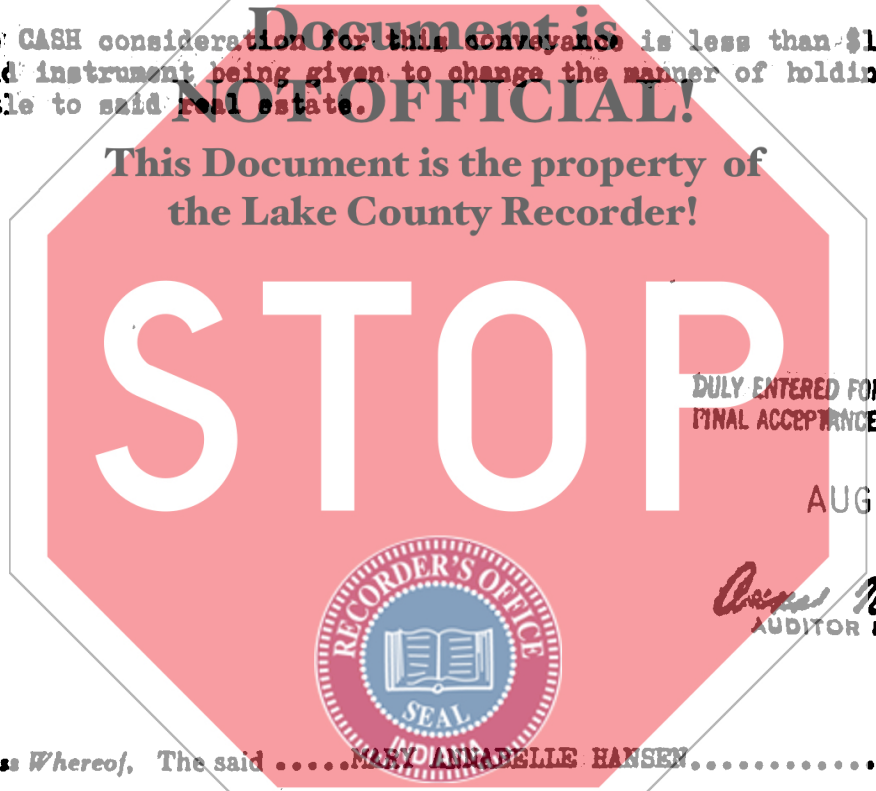 Document is
CASH consideration for this conveyance is less than $1
d instrument being given to change the manner of holdin
le to said real estate.
NOT OFFICIAL!
This Document is the property of
the Lake County Recorder!
STOP
DULY ENTERED FOR
FINAL ACCEPTANCE
AUG
AUDITOR
RECORDER'S OFFICE
SEAL
INDIANA
s Whereof, The said .....MARY ANNABELLE HANSEN.............